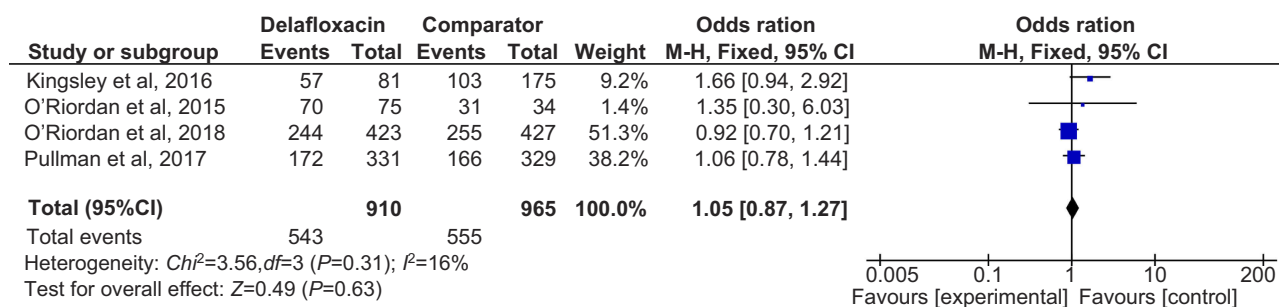 Delafloxacin Comparator Odds ration Odds ration
Study or subgroup Events Total Events Total Weight M-H, Fixed, 95% CI M-H, Fixed, 95% CI
Kingsley et al, 2016 57 81 103 175 9.2% 1.66 [0.94, 2.92]
O'Riordan et al, 2015 70 75 31 34 1.4% 1.35 [0.30, 6.03]
O'Riordan et al, 2018 244 423 255 427 51.3% 0.92 [0.70, 1.21]
Pullman et al, 2017 172 331 166 329 38.2% 1.06 [0.78, 1.44]
Total (95%CI) 910 965 100.0% 1.05 [0.87, 1.27]
Total events 543 555
Heterogeneity: Chi²=3.56,df=3 (P=0.31); I²=16%
Test for overall effect: Z=0.49 (P=0.63)
0.005 0.1 1 10 200
Favours [experimental] Favours [control]